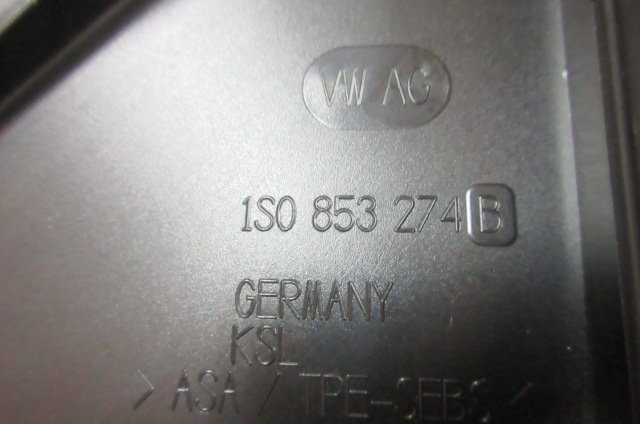 VW AG
1S0 853 274 B
GERMANY
KSL
> ASA / TPE-SEBS <